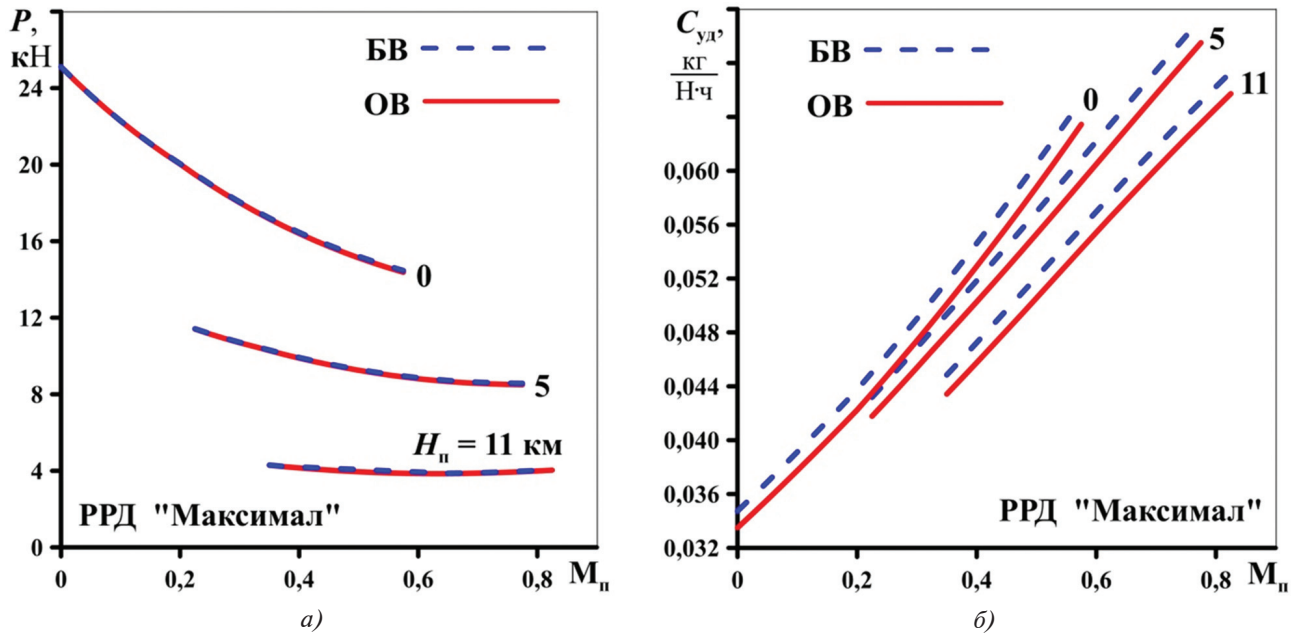 P,
кН
24
20
16
12
8
4
0
0
0,2
0,4
0,6
0,8
Mп
БВ
ОВ
0
5
Hп = 11 км
РРД "Максимал"
а)
Cуд,
кг
Н·ч
0,060
0,056
0,052
0,048
0,044
0,040
0,036
0,032
0
0,2
0,4
0,6
0,8
Mп
БВ
ОВ
0
5
11
РРД "Максимал"
б)